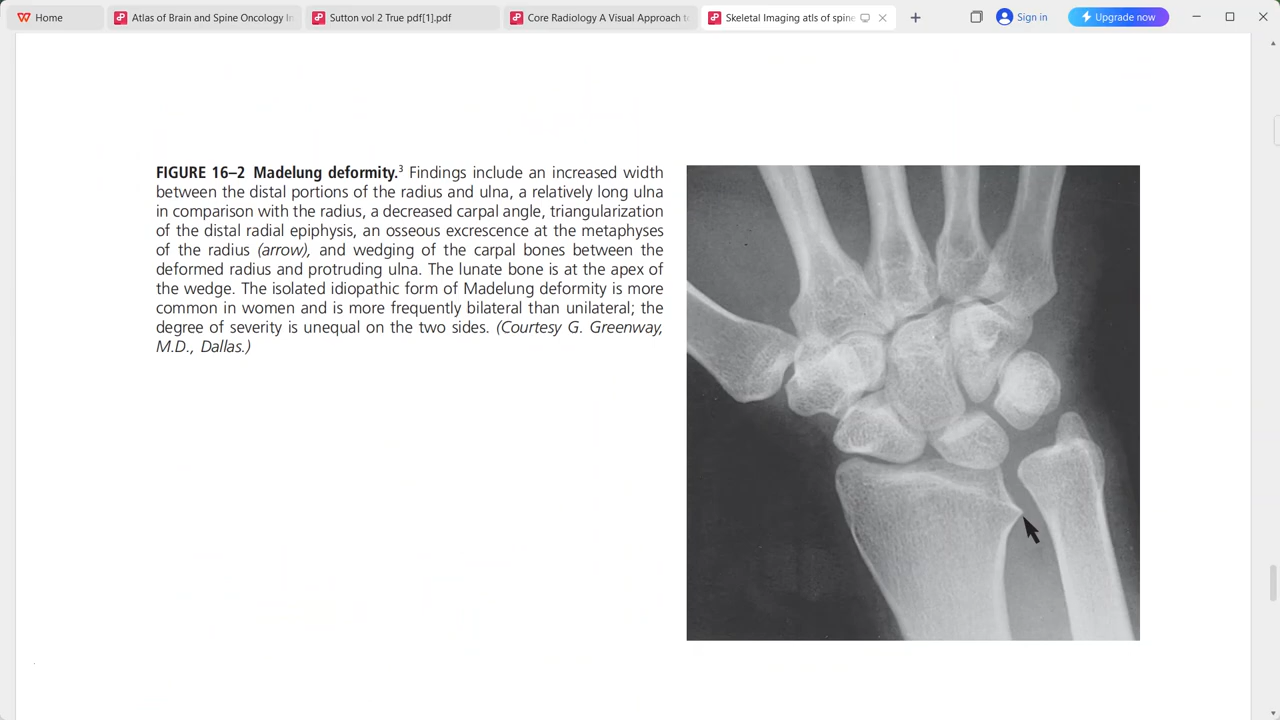 Home
Atlas of Brain and Spine Oncology
Sutton vol 2 True pdf[1].pdf
Core Radiology A Visual Approach
Skeletal Imaging atls of spine
Sign in
Upgrade now
FIGURE 16–2 Madelung deformity.3 Findings include an increased width
between the distal portions of the radius and ulna, a relatively long ulna
in comparison with the radius, a decreased carpal angle, triangularization
of the distal radial epiphysis, an osseous excrescence at the metaphyses
of the radius (arrow), and wedging of the carpal bones between the
deformed radius and protruding ulna. The lunate bone is at the apex of
the wedge. The isolated idiopathic form of Madelung deformity is more
common in women and is more frequently bilateral than unilateral; the
degree of severity is unequal on the two sides. (Courtesy G. Greenway,
M.D., Dallas.)